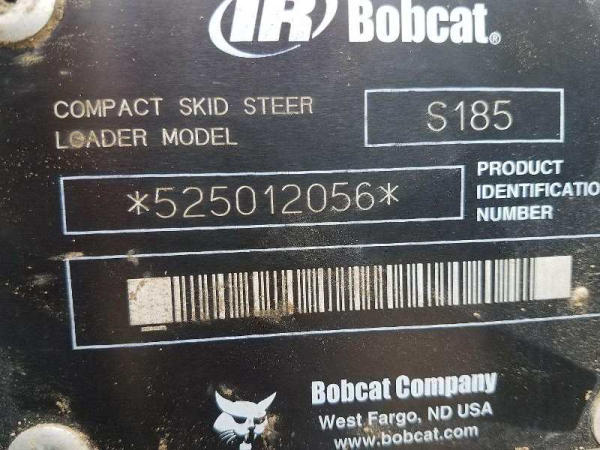 IR Bobcat®
COMPACT SKID STEER
LOADER MODEL
S185
*525012056*
PRODUCT
IDENTIFICATIO
NUMBER
Bobcat Company
West Fargo, ND USA
www.bobcat.com